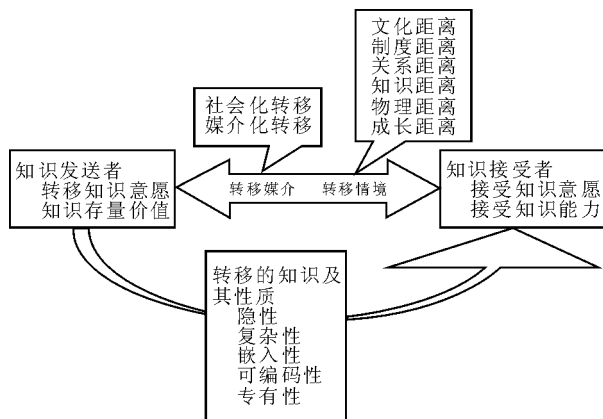 文化距离
制度距离
关系距离
知识距离
物理距离
成长距离
社会化转移
媒介化转移
知识发送者
转移知识意愿
知识存量价值
转移媒介
转移情境
知识接受者
接受知识意愿
接受知识能力
转移的知识及
其性质
隐性
复杂性
嵌入性
可编码性
专有性